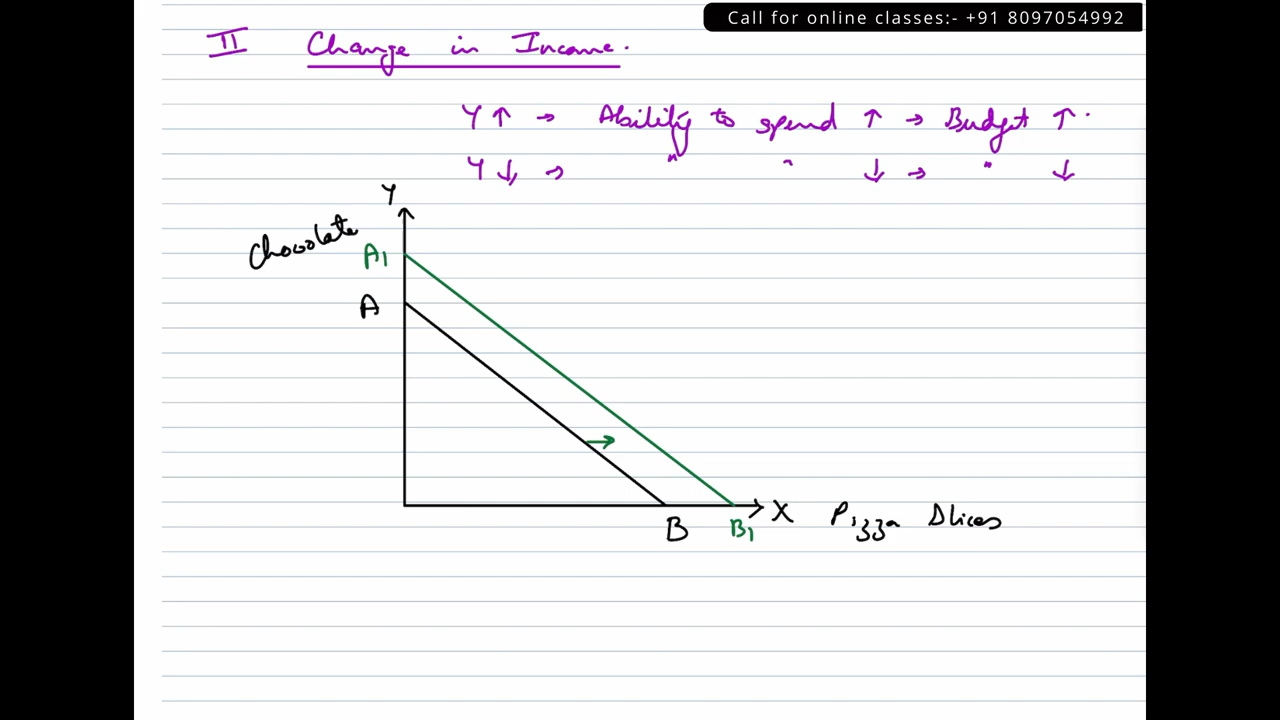 Call for online classes:- +91 8097054992
II Change in Income.
Y ↑ → Ability to spend ↑ → Budget ↑.
Y ↓ → " " ↓ → " ↓
Y
Chocolate
A1
A
X Pizza Slices
B B1